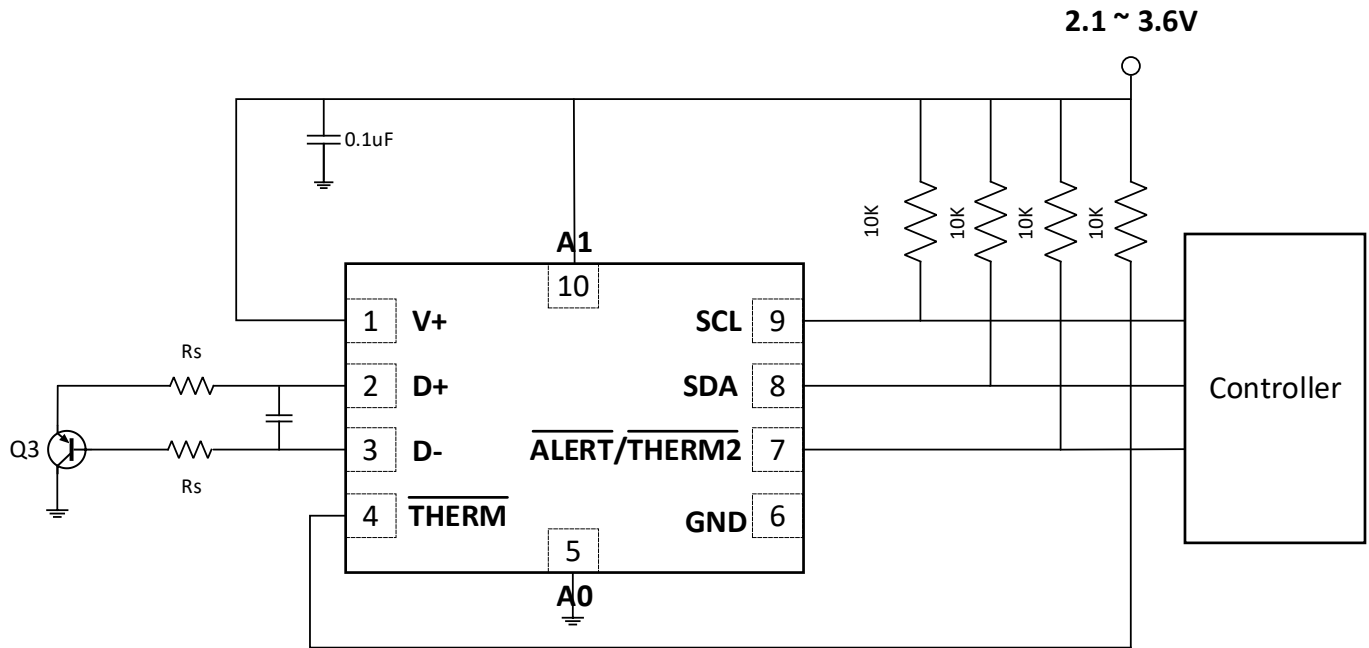 2.1 ~ 3.6V
0.1uF
10K
10K
10K
10K
A1
10
1 V+
SCL 9
Rs
2 D+
SDA 8
Controller
Q3
3 D-
ALERT/THERM2 7
Rs
4 THERM
GND 6
5
A0